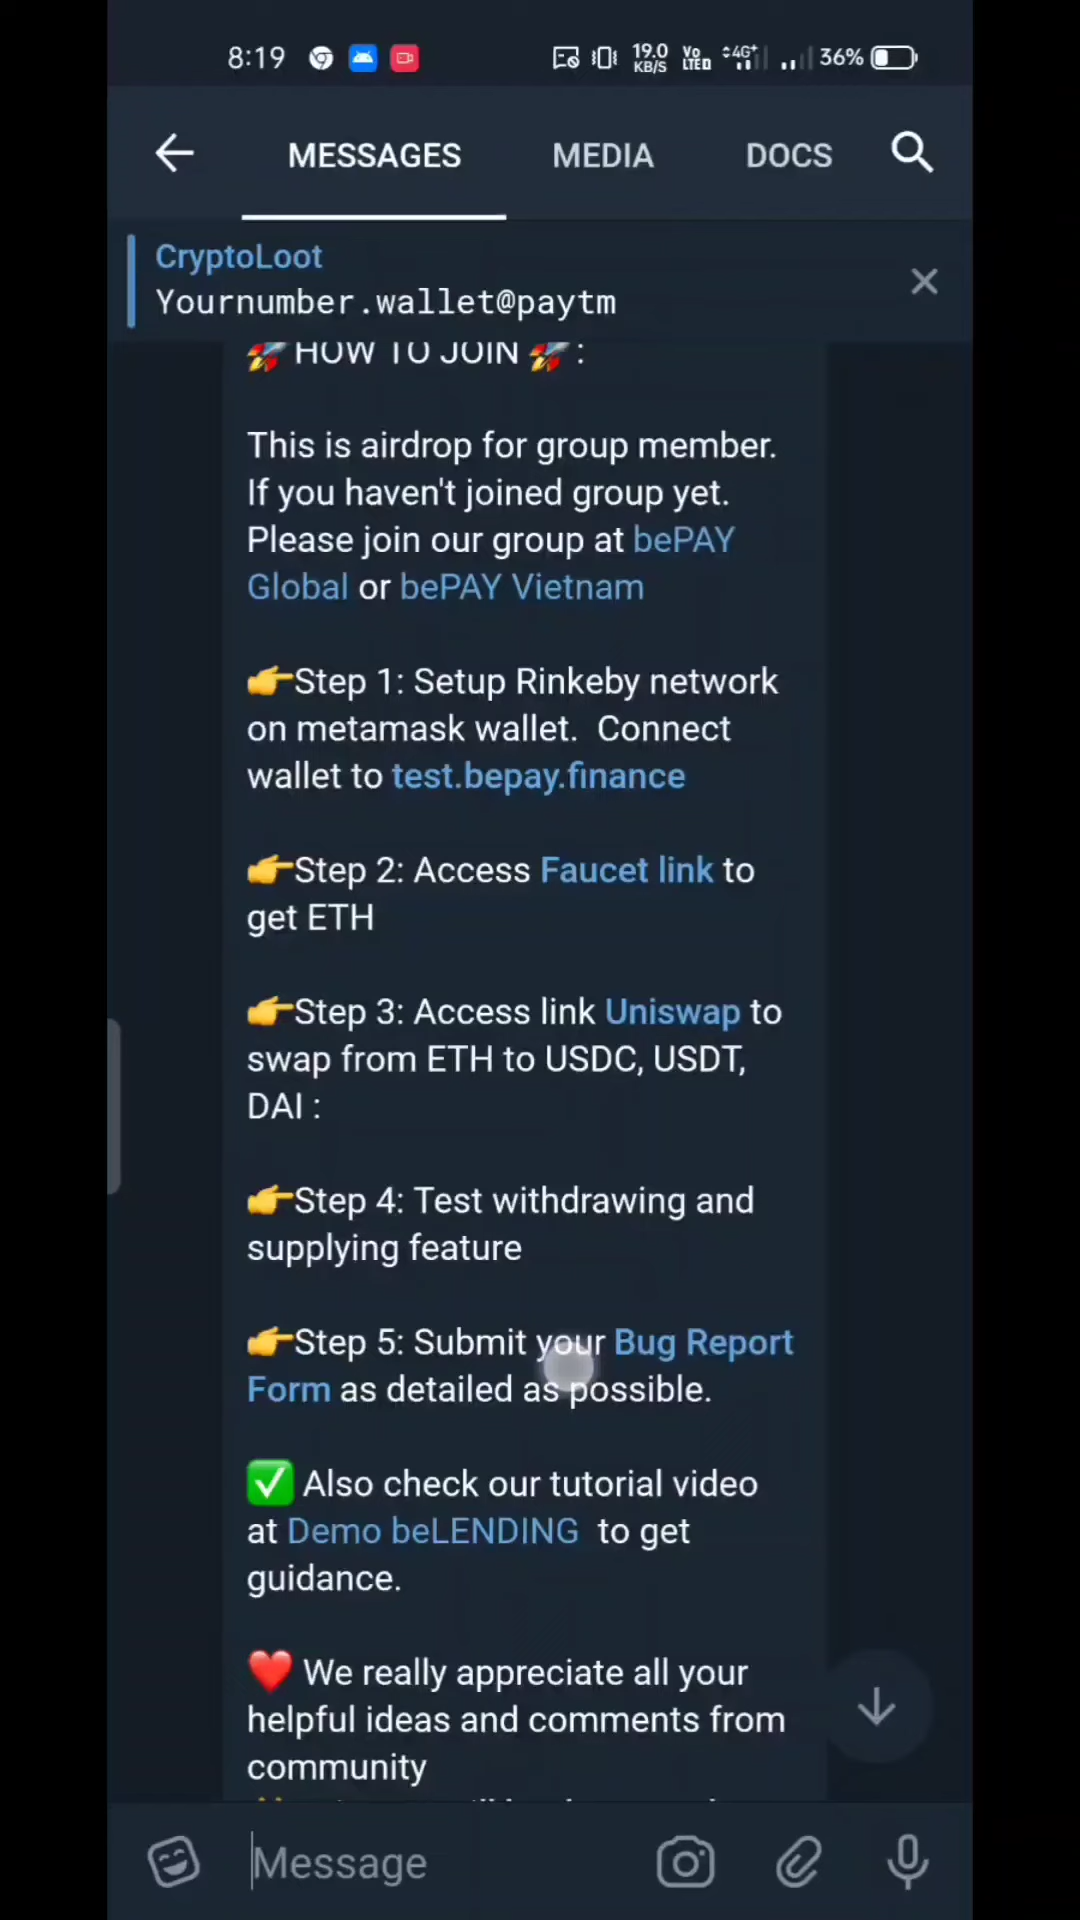 8:19
19.0 KB/S
Vo LTE
4G+
36%
MESSAGES
MEDIA
DOCS
CryptoLoot
Yournumber.wallet@paytm
🚀HOW TO JOIN 🚀 :
This is airdrop for group member.
If you haven't joined group yet.
Please join our group at bePAY
Global or bePAY Vietnam
👉Step 1: Setup Rinkeby network
on metamask wallet. Connect
wallet to test.bepay.finance
👉Step 2: Access Faucet link to
get ETH
👉Step 3: Access link Uniswap to
swap from ETH to USDC, USDT,
DAI :
👉Step 4: Test withdrawing and
supplying feature
👉Step 5: Submit your Bug Report
Form as detailed as possible.
✅ Also check our tutorial video
at Demo beLENDING to get
guidance.
❤️ We really appreciate all your
helpful ideas and comments from
community
Message